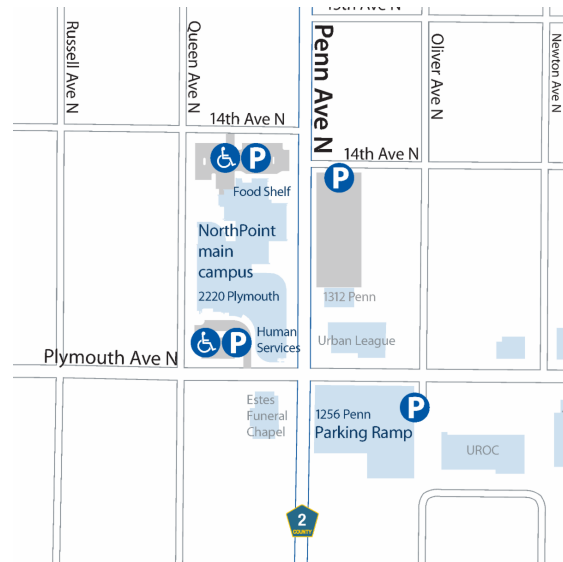 Russell Ave N
Queen Ave N
Penn Ave N
Oliver Ave N
Newton Ave N
14th Ave N
14th Ave N
P
P
Food Shelf
NorthPoint
main
campus
2220 Plymouth
1312 Penn
P
Human
Services
Urban League
Plymouth Ave N
Estes
Funeral
Chapel
1256 Penn
Parking Ramp
P
UROC
2
COUNTY